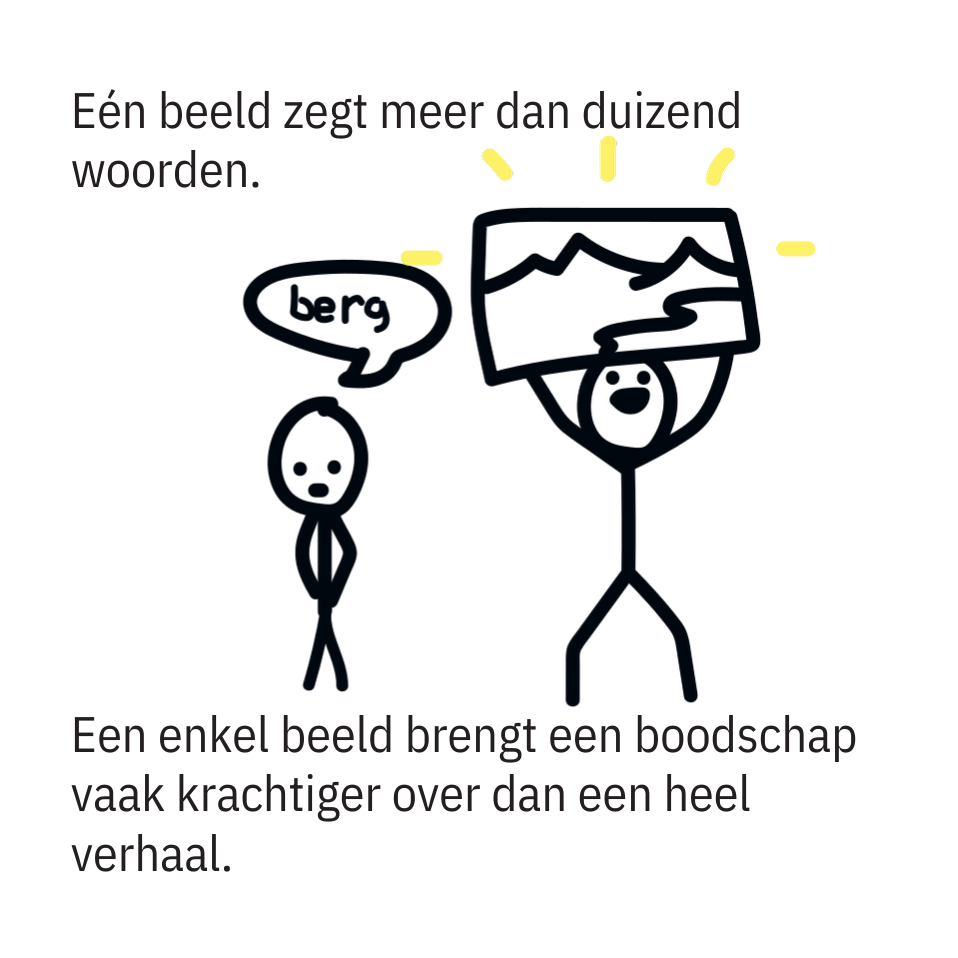 Eén beeld zegt meer dan duizend
woorden.
berg
Een enkel beeld brengt een boodschap
vaak krachtiger over dan een heel
verhaal.